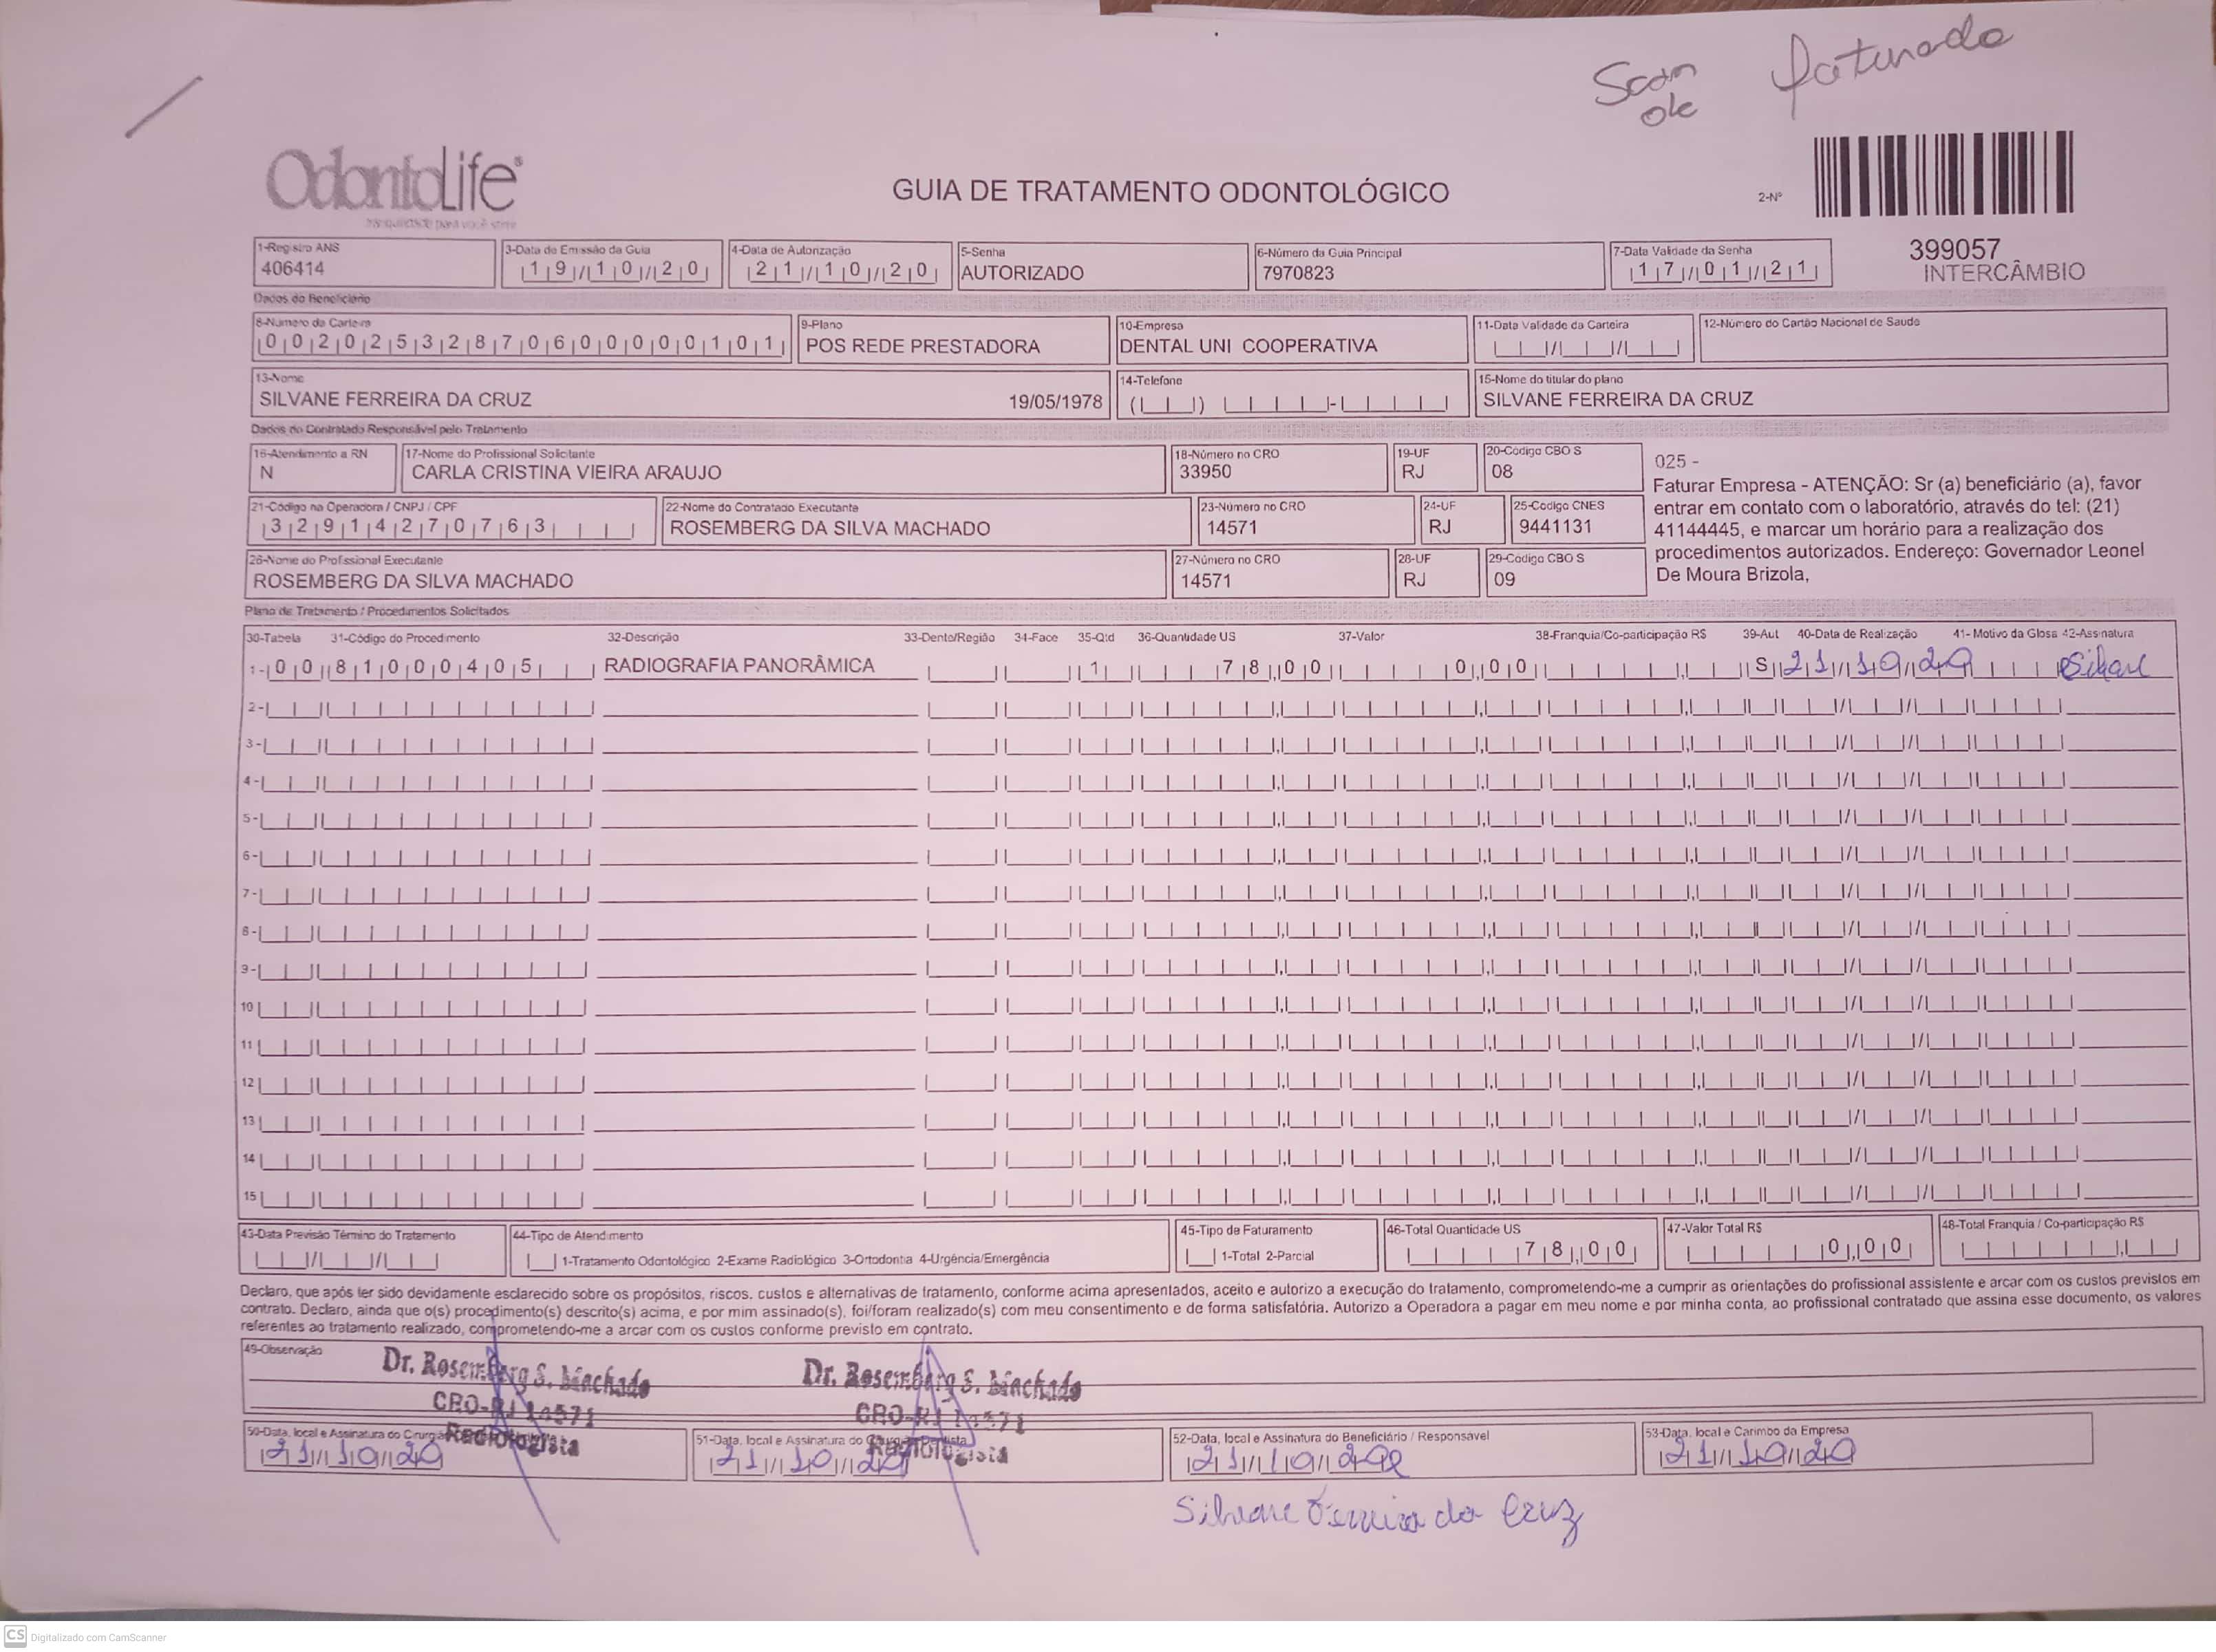 Scan faturado
ok
OdontoLife®
GUIA DE TRATAMENTO ODONTOLÓGICO
2-Nº
399057
INTERCÂMBIO
1-Registro ANS
406414
3-Data de Emissão da Guia
19/10/20
4-Data de Autorização
21/10/20
5-Senha
AUTORIZADO
6-Número da Guia Principal
7970823
7-Data Validade da Senha
17/01/21
Dados do Beneficiário
8-Número da Carteira
00202532870600000101
9-Plano
POS REDE PRESTADORA
10-Empresa
DENTAL UNI COOPERATIVA
11-Data Validade da Carteira
12-Número do Cartão Nacional de Saude
13-Nome
SILVANE FERREIRA DA CRUZ 19/05/1978
14-Telefone
15-Nome do titular do plano
SILVANE FERREIRA DA CRUZ
Dados do Contratado Responsável pelo Tratamento
16-Atendimento a RN
N
17-Nome do Profissional Solicitante
CARLA CRISTINA VIEIRA ARAUJO
18-Número no CRO
33950
19-UF
RJ
20-Código CBO S
08
025 -
Faturar Empresa - ATENÇÃO: Sr (a) beneficiário (a), favor
entrar em contato com o laboratório, através do tel: (21)
41144445, e marcar um horário para a realização dos
procedimentos autorizados. Endereço: Governador Leonel
De Moura Brizola,
21-Código na Operadora / CNPJ / CPF
32914270763
22-Nome do Contratado Executante
ROSEMBERG DA SILVA MACHADO
23-Número no CRO
14571
24-UF
RJ
25-Codigo CNES
9441131
26-Nome do Profissional Executante
ROSEMBERG DA SILVA MACHADO
27-Número no CRO
14571
28-UF
RJ
29-Código CBO S
09
Plano de Tratamento / Procedimentos Solicitados
30-Tabela 31-Código do Procedimento 32-Descrição 33-Dente/Região 34-Face 35-Qtd 36-Quantidade US 37-Valor 38-Franquia/Co-participação R$ 39-Aut 40-Data de Realização 41- Motivo da Glosa 42-Assinatura
1- 00 81000405 RADIOGRAFIA PANORÂMICA 1 78,00 0,00 S 21/10/20
2-
3-
4-
5-
6-
7-
8-
9-
10
11
12
13
14
15
43-Data Previsão Término do Tratamento
44-Tipo de Atendimento
1-Tratamento Odontológico 2-Exame Radiológico 3-Ortodontia 4-Urgência/Emergência
45-Tipo de Faturamento
1-Total 2-Parcial
46-Total Quantidade US
78,00
47-Valor Total R$
0,00
48-Total Franquia / Co-participação R$
Declaro, que após ter sido devidamente esclarecido sobre os propósitos, riscos, custos e alternativas de tratamento, conforme acima apresentados, aceito e autorizo a execução do tratamento, comprometendo-me a cumprir as orientações do profissional assistente e arcar com os custos previstos em
contrato. Declaro, ainda que o(s) procedimento(s) descrito(s) acima, e por mim assinado(s), foi/foram realizado(s) com meu consentimento e de forma satisfatória. Autorizo a Operadora a pagar em meu nome e por minha conta, ao profissional contratado que assina esse documento, os valores
referentes ao tratamento realizado, comprometendo-me a arcar com os custos conforme previsto em contrato.
49-Observação
Dr. Rosemberg S. Machado
CRO-RJ 14571
Radiologista
Dr. Rosemberg S. Machado
CRO-RJ 14571
Radiologista
50-Data, local e Assinatura do
21/10/20
51-Data, local e Assinatura do
21/10/20
52-Data, local e Assinatura do Beneficiário / Responsável
21/10/20
Silvane Ferreira da Cruz
53-Data, local e Carimbo da Empresa
21/10/20
CS Digitalizado com CamScanner